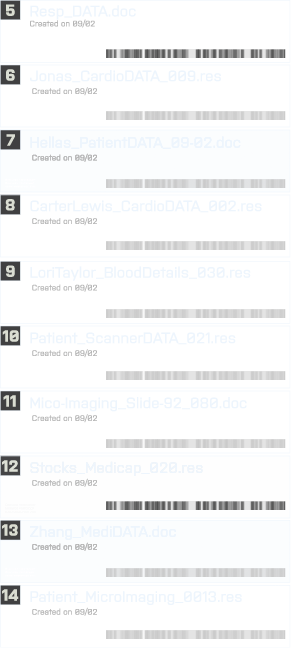 5 Resp_DATA.doc
Created on 09/02
6 Jonas_CardioDATA_009.res
Created on 09/02
7 Hellas_PatientDATA_08-02.doc
Created on 09/02
8 CarterLewis_CardioDATA_002.res
Created on 09/02
9 LoriTaylor_BloodDetails_030.res
Created on 09/02
10 Patient_ScannerDATA_021.res
Created on 09/02
11 Mico-imaging_Slide-92_080.doc
Created on 09/02
12 Stocks_Medicap_020.res
Created on 09/02
13 Zhang_MediDATA.doc
Created on 09/02
14 Patient_MicroImaging_0013.res
Created on 09/02